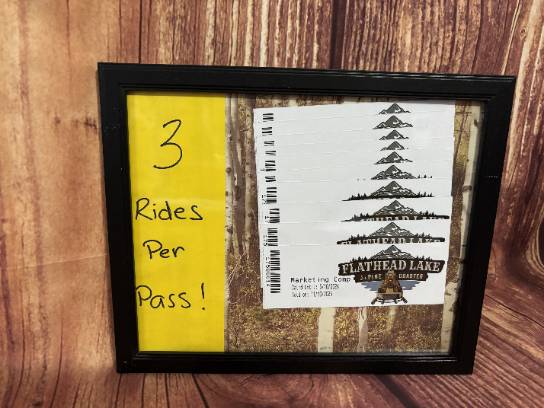 3
Rides
Per
Pass!
FLATHEAD LAKE
ALPINE COASTER
Marketing Comp